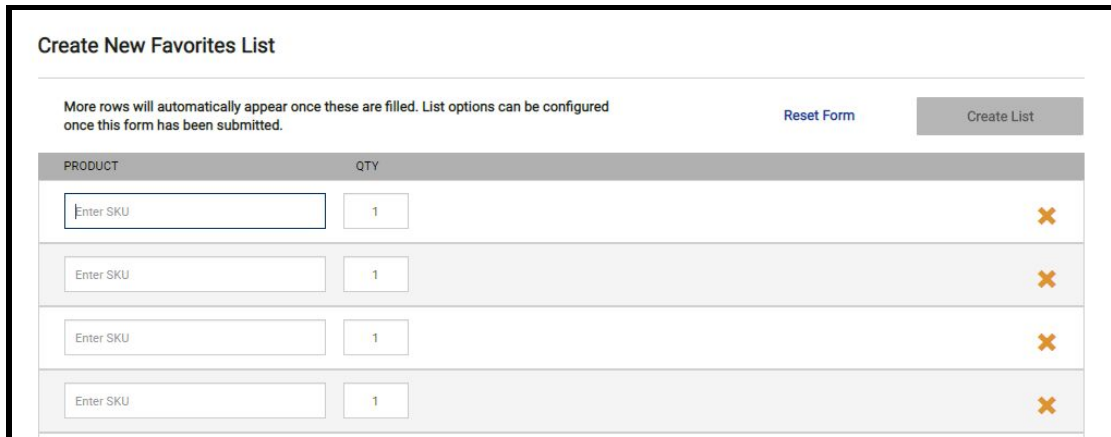 Create New Favorites List
More rows will automatically appear once these are filled. List options can be configured
once this form has been submitted.
Reset Form
Create List
PRODUCT QTY
Enter SKU 1
Enter SKU 1
Enter SKU 1
Enter SKU 1